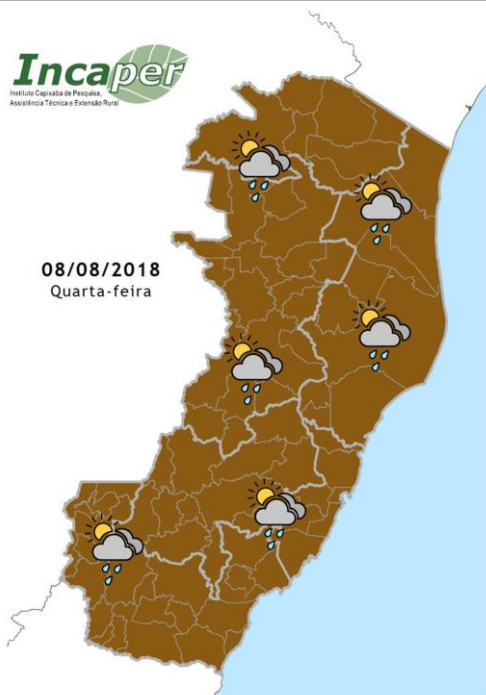 Incaper
Instituto Capixaba de Pesquisa,
Assistência Técnica e Extensão Rural
08/08/2018
Quarta-feira